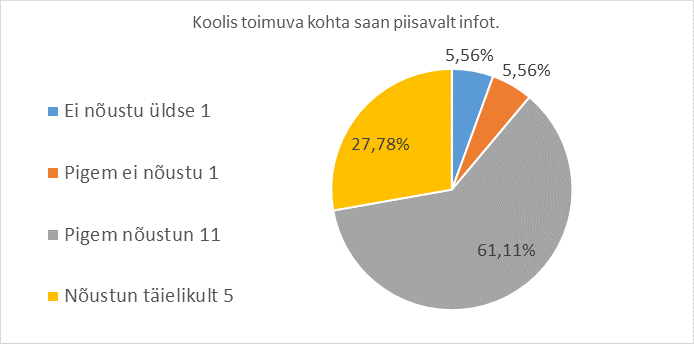 Koolis toimuva kohta saan piisavalt infot.
5,56%
5,56%
Ei nõustu üldse 1
27,78%
Pigem ei nõustu 1
Pigem nõustun 11
61,11%
Nõustun täielikult 5